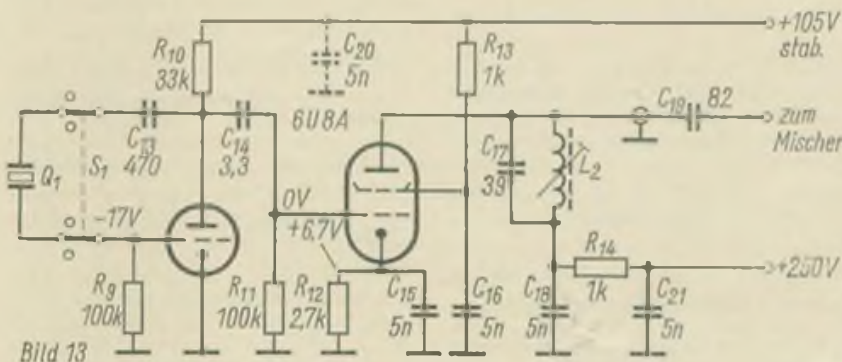 R10
33k
C20
5n
R13
1k
+105V
stab.
6U8A
C13
470
C14
3,3
C19
82
zum
Mischer
Q1
S1
-17V
0V
+6,7V
C17
39
L2
R9
100k
R11
100k
R12
2,7k
C15
5n
C16
5n
C18
5n
R14
1k
C21
5n
+250V
Bild 13